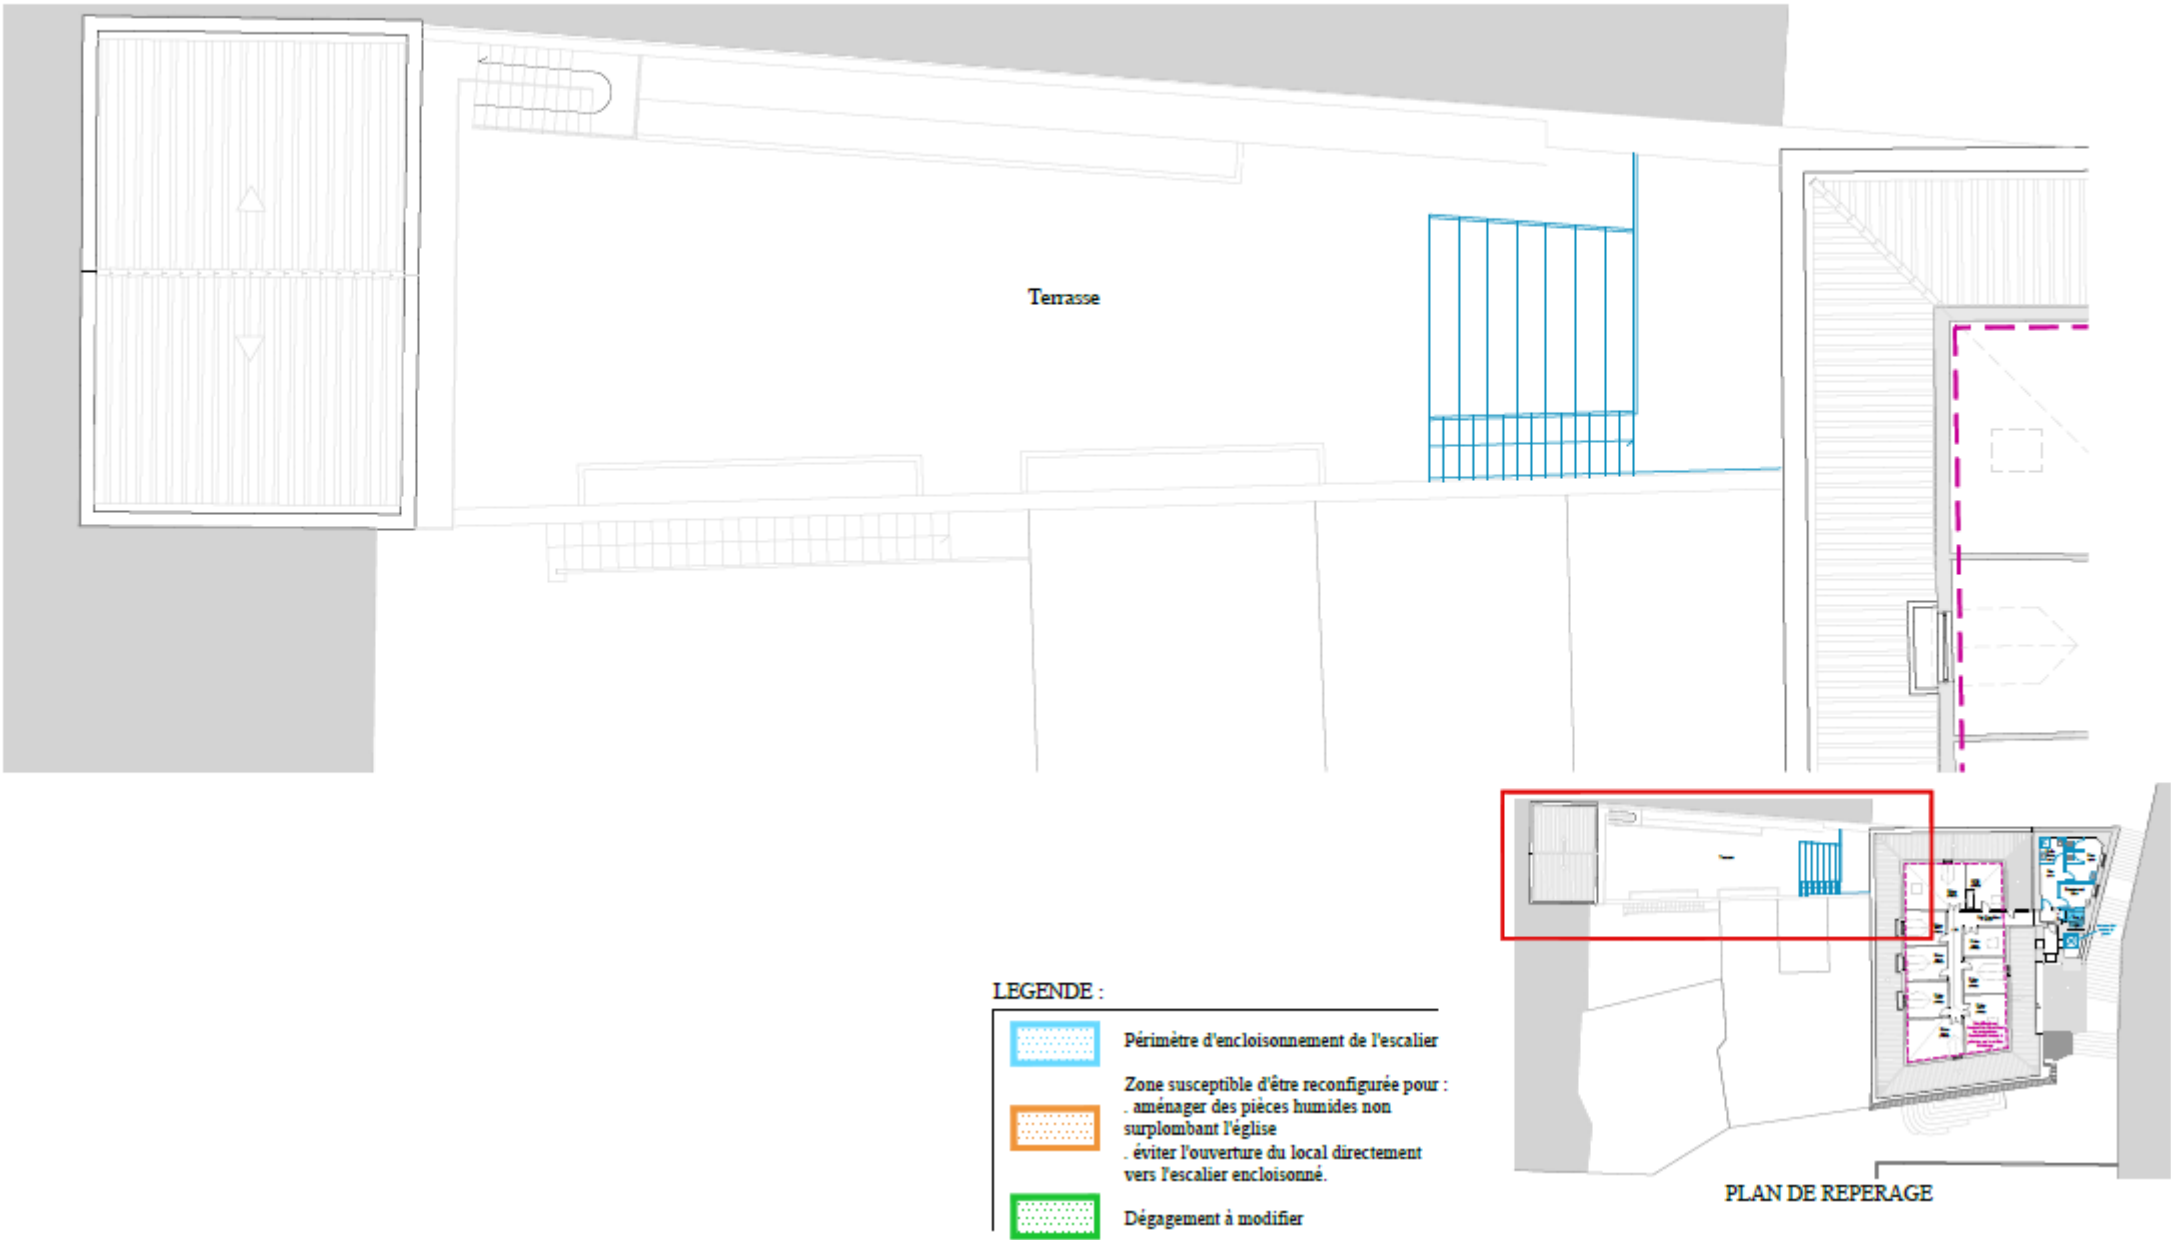 Terrasse
LEGENDE :
Périmètre d'encloisonnement de l'escalier
Zone susceptible d'être reconfigurée pour :
. aménager des pièces humides non
surplombant l'église
. éviter l'ouverture du local directement
vers l'escalier encloisonné.
Dégagement à modifier
PLAN DE REPERAGE